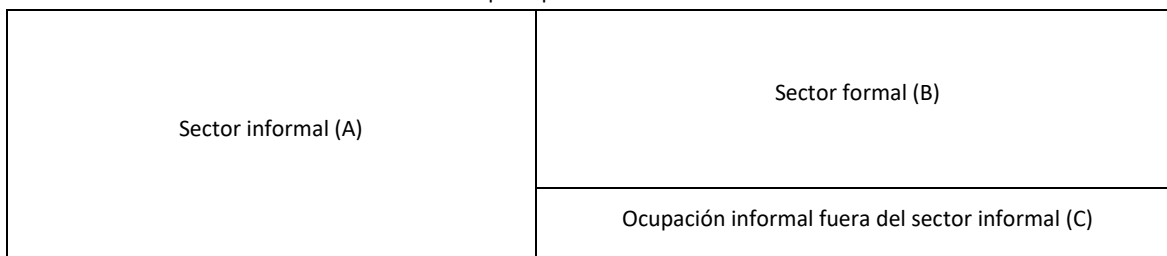 Sector formal (B)
Sector informal (A)
Ocupación informal fuera del sector informal (C)